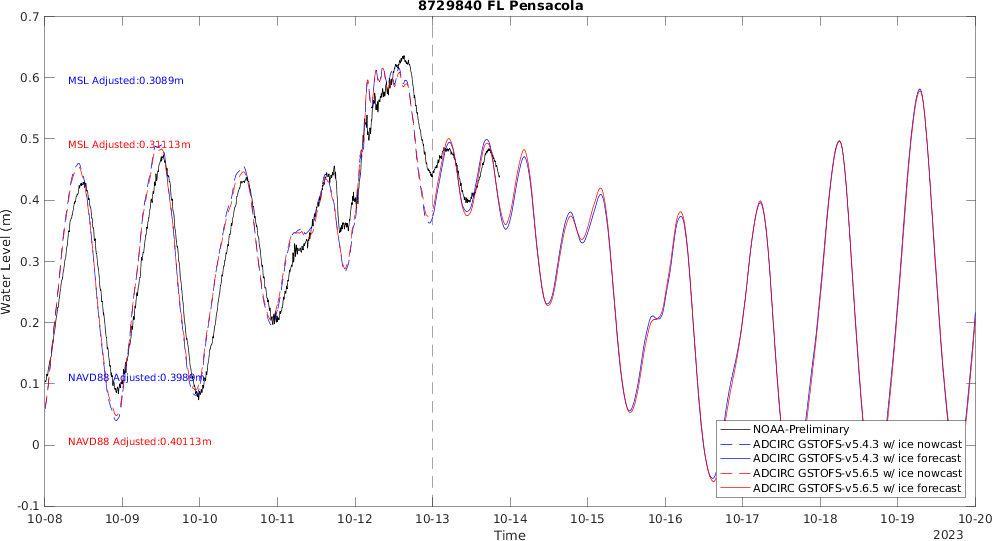 8729840 FL Pensacola
0.7
0.6
0.5
0.4
0.3
0.2
0.1
0
-0.1
Water Level (m)
MSL Adjusted:0.3089m
MSL Adjusted:0.31113m
NAVD88 Adjusted:0.3989m
NAVD88 Adjusted:0.40113m
NOAA-Preliminary
ADCIRC GSTOFS-v5.4.3 w/ ice nowcast
ADCIRC GSTOFS-v5.4.3 w/ ice forecast
ADCIRC GSTOFS-v5.6.5 w/ ice nowcast
ADCIRC GSTOFS-v5.6.5 w/ ice forecast
10-08 10-09 10-10 10-11 10-12 10-13 10-14 10-15 10-16 10-17 10-18 10-19 10-20
Time
2023